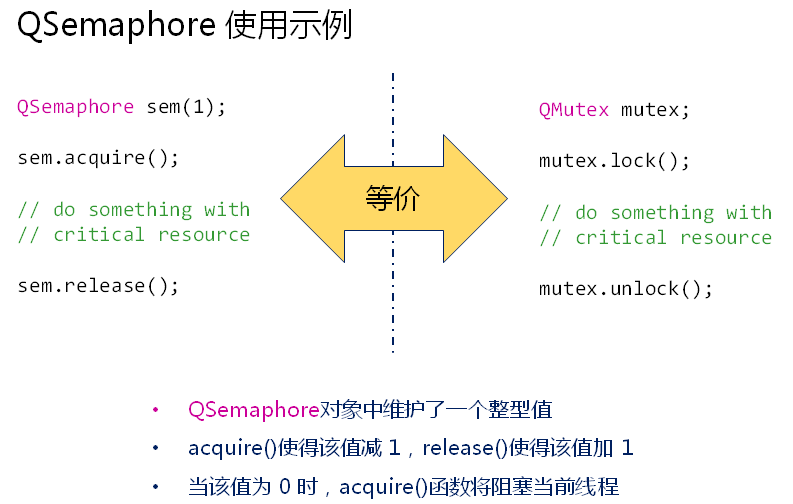 QSemaphore 使用示例
QSemaphore sem(1);
sem.acquire();
// do something with
// critical resource
sem.release();
等价
QMutex mutex;
mutex.lock();
// do something with
// critical resource
mutex.unlock();
• QSemaphore对象中维护了一个整型值
• acquire()使得该值减 1，release()使得该值加 1
• 当该值为 0 时，acquire()函数将阻塞当前线程